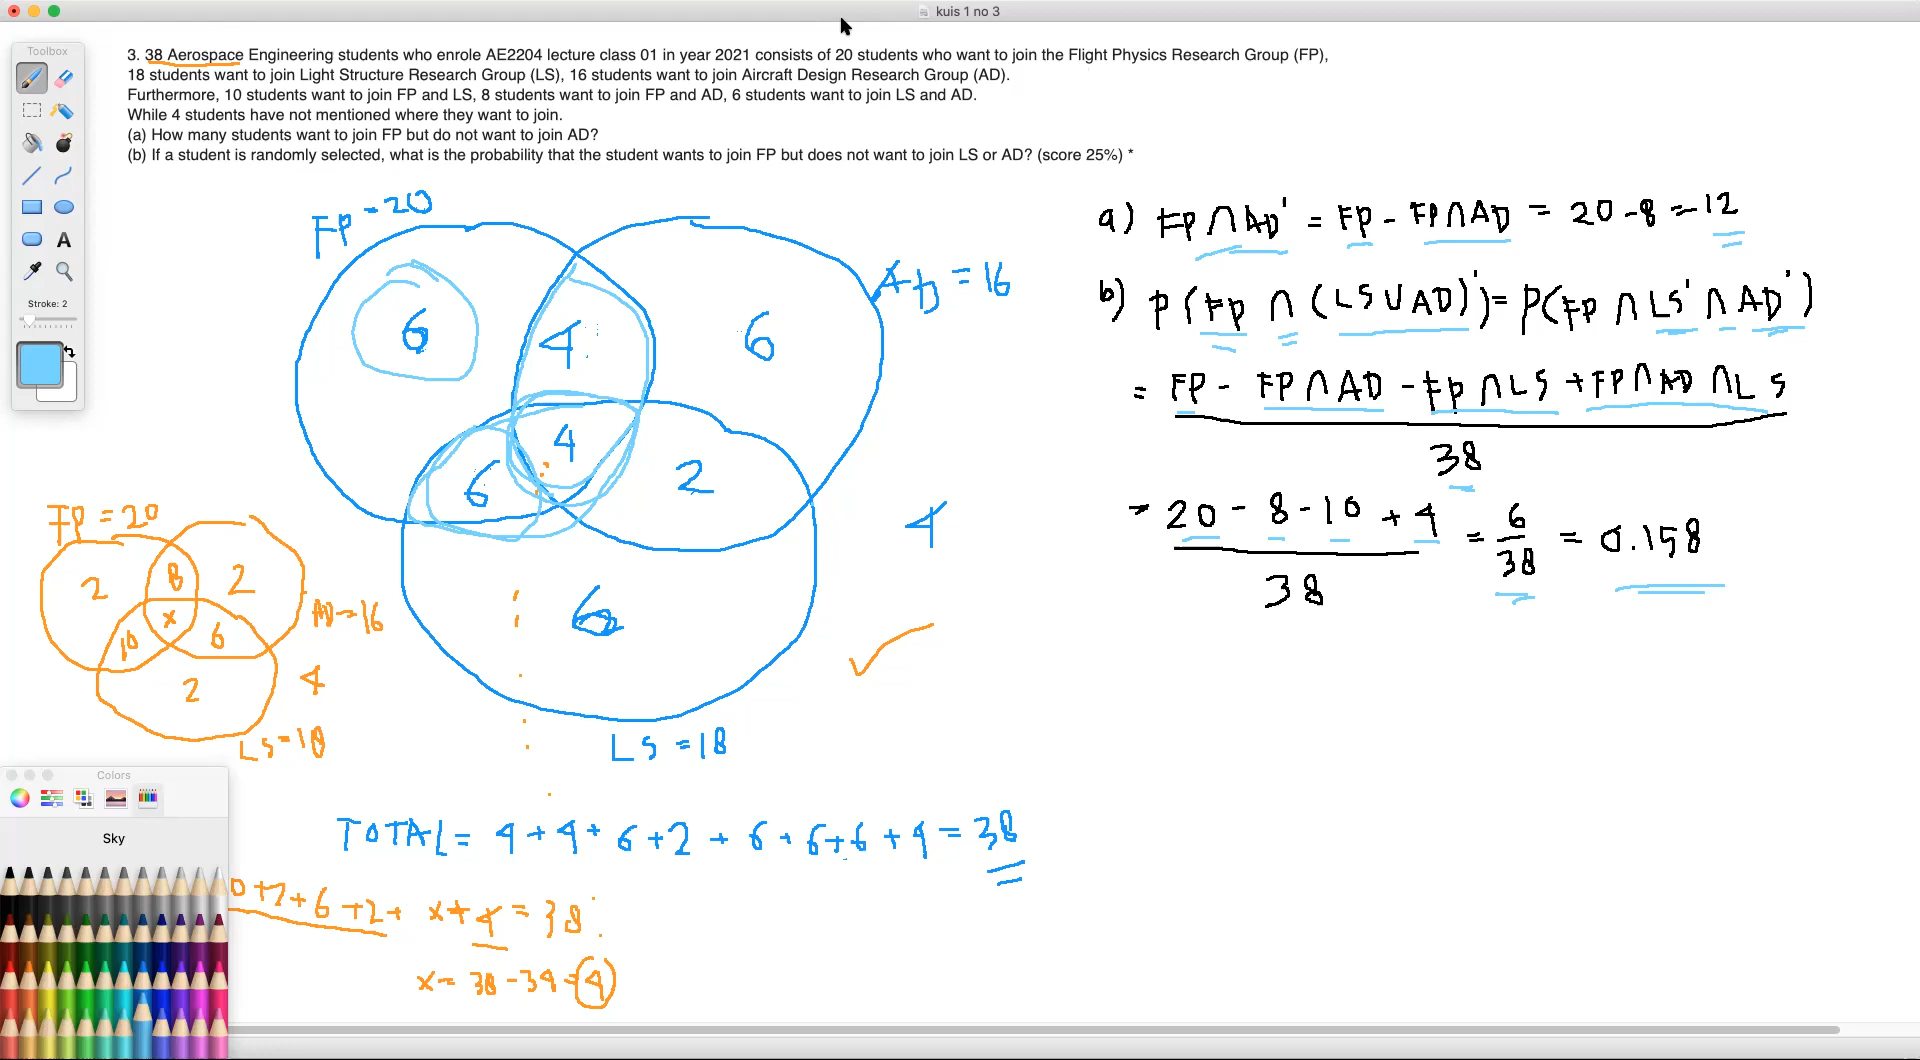 kuis 1 no 3
Toolbox
3. 38 Aerospace Engineering students who enrole AE2204 lecture class 01 in year 2021 consists of 20 students who want to join the Flight Physics Research Group (FP),
18 students want to join Light Structure Research Group (LS), 16 students want to join Aircraft Design Research Group (AD).
Furthermore, 10 students want to join FP and LS, 8 students want to join FP and AD, 6 students want to join LS and AD.
While 4 students have not mentioned where they want to join.
(a) How many students want to join FP but do not want to join AD?
(b) If a student is randomly selected, what is the probability that the student wants to join FP but does not want to join LS or AD? (score 25%) *
A
Stroke: 2
FP = 20
AD = 16
6
4
6
4
6
2
4
6
LS = 18
FP = 20
2
8
2
x
10
6
AD = 16
2
4
LS = 18
TOTAL = 4 + 4 + 6 + 2 + 6 + 6 + 6 + 4 = 38
0 + 2 + 6 + 2 + x + 4 = 38
x = 38 - 34 = 4
a) FP ∩ AD' = FP - FP ∩ AD = 20 - 8 = 12
b) P(FP ∩ (LS ∪ AD)') = P(FP ∩ LS' ∩ AD')
= FP - FP ∩ AD - FP ∩ LS + FP ∩ AD ∩ LS
38
= 20 - 8 - 10 + 4 = 6 = 0.158
38 38
Colors
Sky